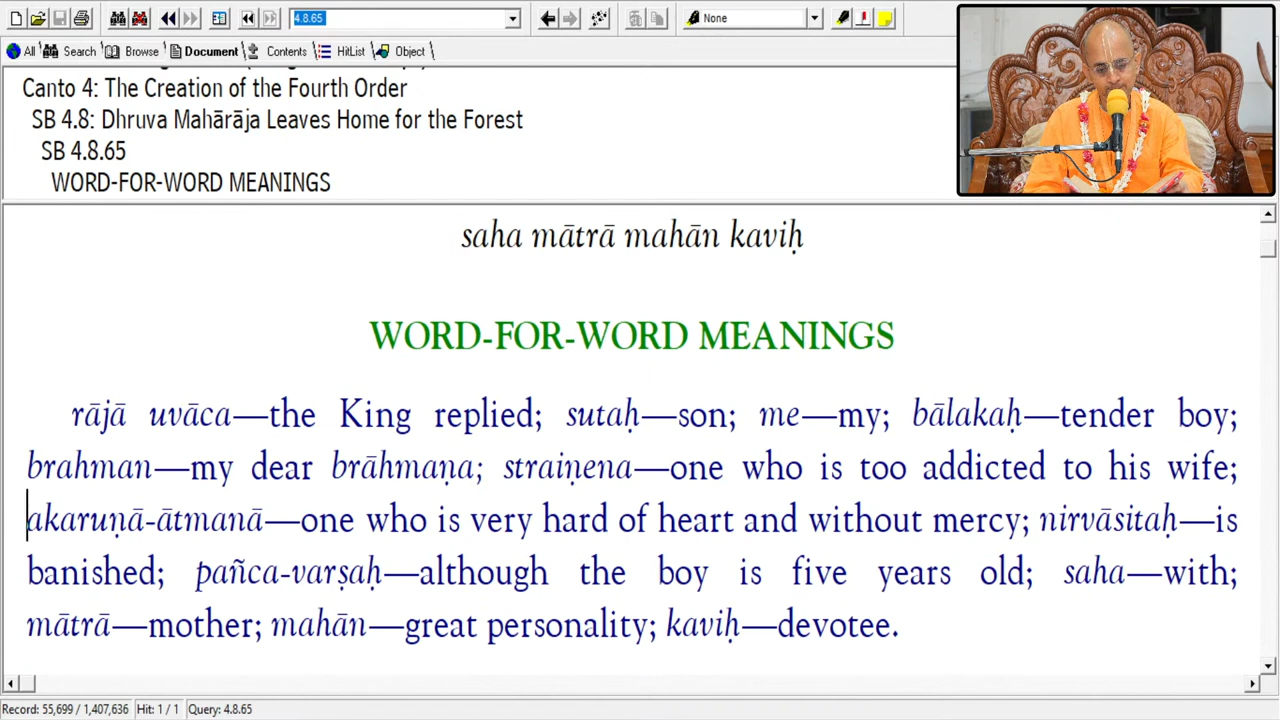 4.8.65
None
All Search Browse Document Contents HitList Object
Canto 4: The Creation of the Fourth Order
SB 4.8: Dhruva Mahārāja Leaves Home for the Forest
SB 4.8.65
WORD-FOR-WORD MEANINGS
saha mātrā mahān kaviḥ
WORD-FOR-WORD MEANINGS
rājā uvāca—the King replied; sutaḥ—son; me—my; bālakaḥ—tender boy;
brahman—my dear brāhmaṇa; straiṇena—one who is too addicted to his wife;
akaruṇā-ātmanā—one who is very hard of heart and without mercy; nirvāsitaḥ—is
banished; pañca-varṣaḥ—although the boy is five years old; saha—with;
mātrā—mother; mahān—great personality; kaviḥ—devotee.
Record: 55,699 / 1,407,636 Hit: 1 / 1 Query: 4.8.65